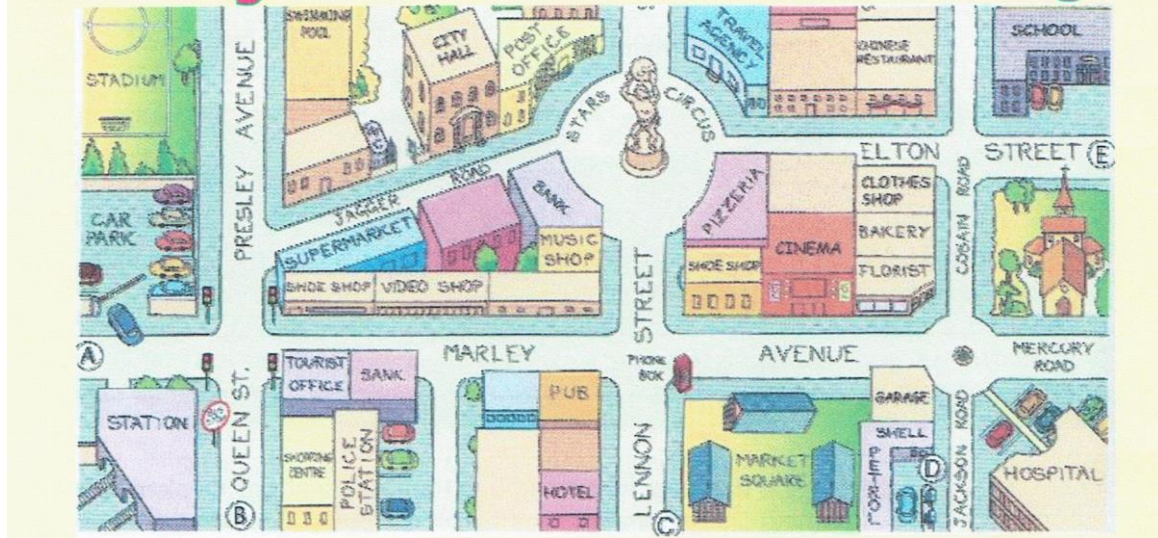 SWIMMING
POOL
CITY
HALL
POST
OFFICE
TRAVEL
AGENCY
CHINESE
RESTAURANT
SCHOOL
STADIUM
PRESLEY AVENUE
STARS
CIRCUS
WC
ELTON
STREET
E
JAGGER
ROAD
BANK
PIZZERIA
CLOTHES
SHOP
COBAIN ROAD
CAR
PARK
SUPERMARKET
MUSIC
SHOP
CINEMA
BAKERY
SHOE SHOP
VIDEO SHOP
SHOE SHOP
FLORIST
A
TOURIST
OFFICE
BANK
MARLEY
PHONE
BOX
AVENUE
MERCURY
ROAD
STATION
QUEEN ST.
PUB
LENNON
STREET
GARAGE
SHELL
PETROL
SHOPPING
CENTRE
POLICE
STATION
MARKET
SQUARE
D
JACKSON ROAD
HOSPITAL
HOTEL
B
C